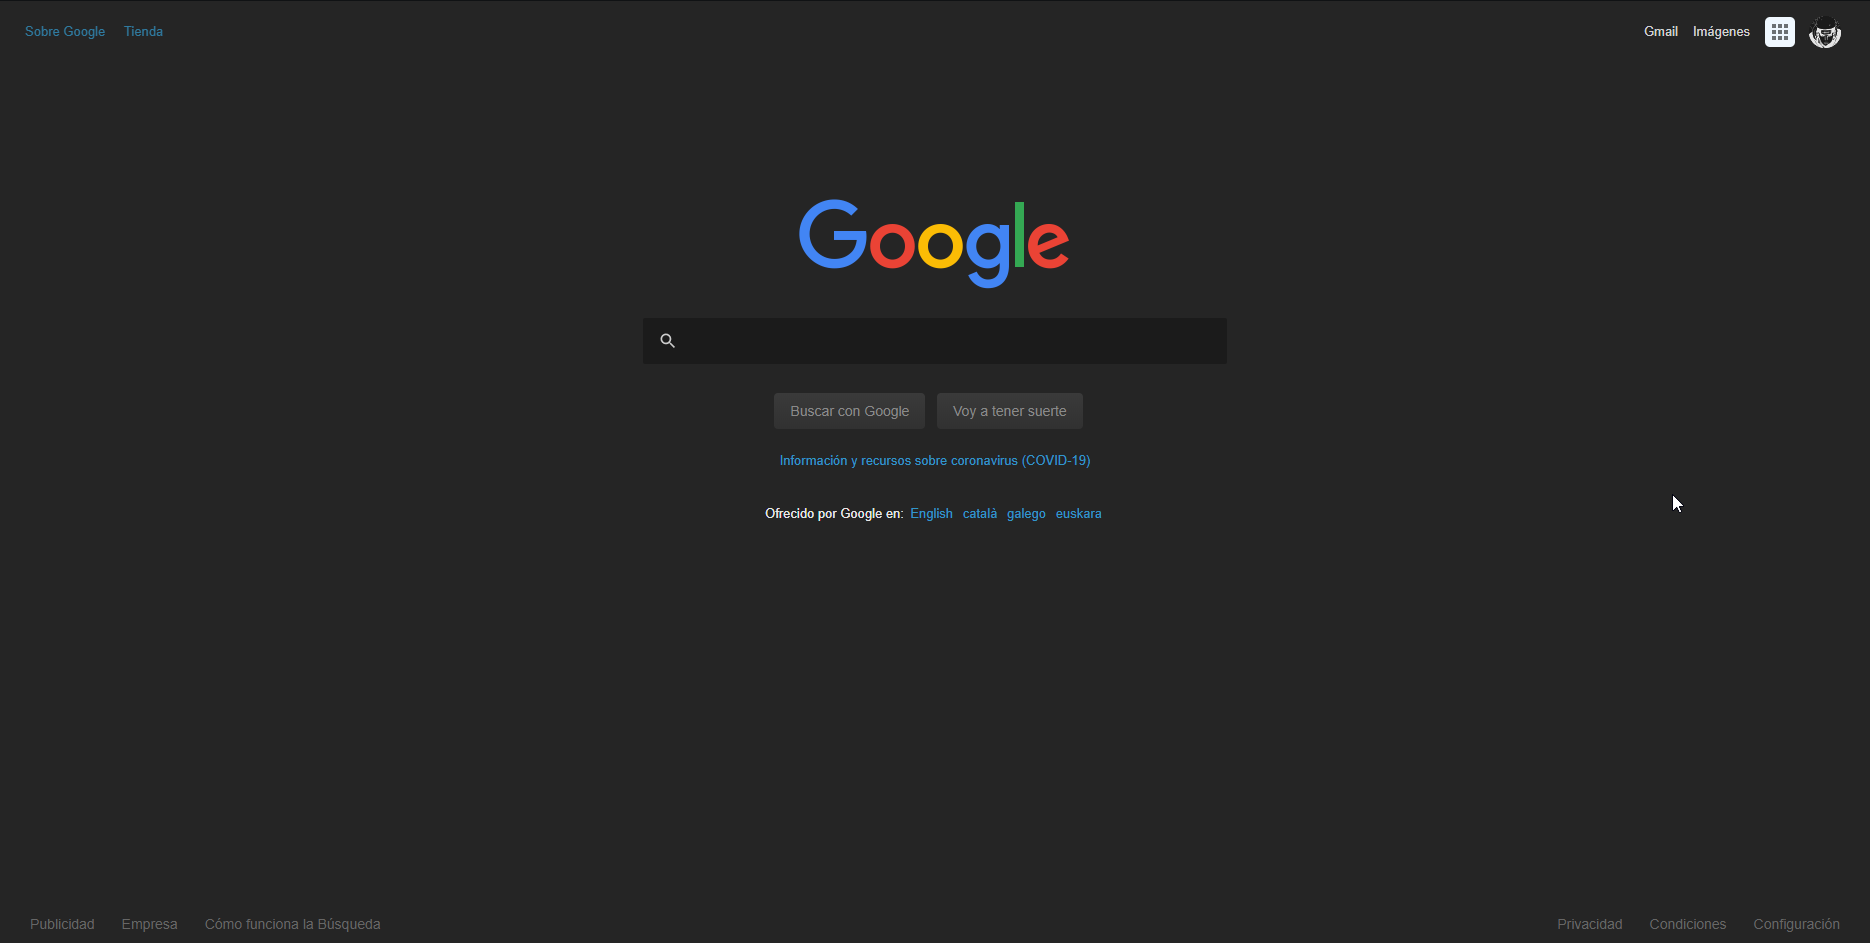 Sobre Google Tienda Gmail Imágenes
Google
Buscar con Google Voy a tener suerte
Información y recursos sobre coronavirus (COVID-19)
Ofrecido por Google en: English català galego euskara
Publicidad Empresa Cómo funciona la Búsqueda Privacidad Condiciones Configuración